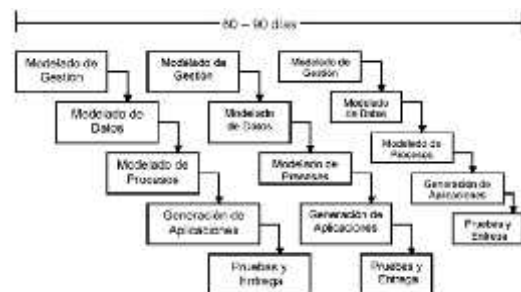 60 – 90 días
Modelado de
Gestión
Modelado de
Datos
Modelado de
Procesos
Generación de
Aplicaciones
Pruebas y
Entrega
Modelado de
Gestión
Modelado
de Datos
Modelado de
Procesos
Generación de
Aplicaciones
Pruebas y
Entrega
Modelado de
Gestión
Modelado
de Datos
Modelado de
Procesos
Generación de
Aplicaciones
Pruebas y
Entrega